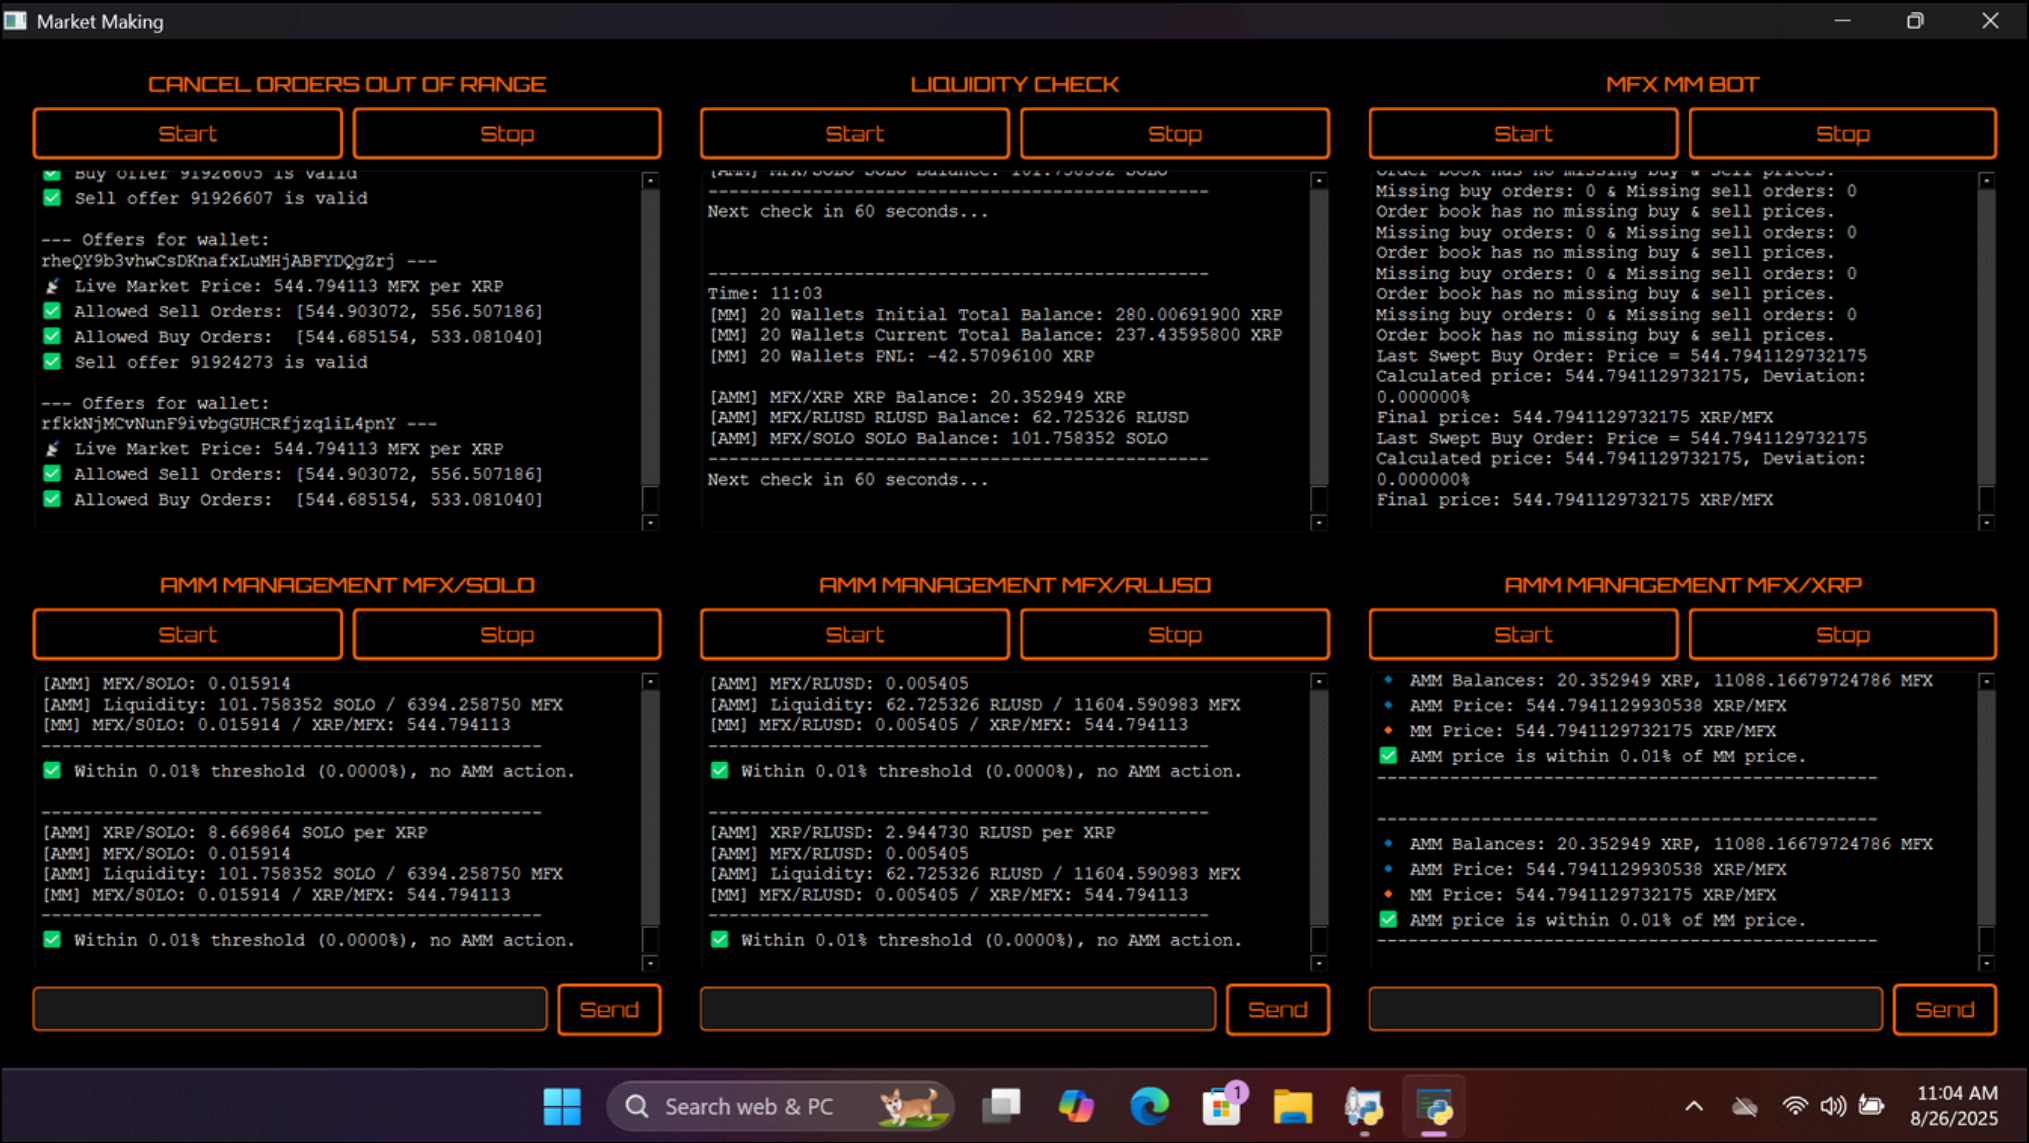 Market Making
CANCEL ORDERS OUT OF RANGE
Start
Stop
Buy offer 91926605 is valid
Sell offer 91926607 is valid
--- Offers for wallet:
rheQY9b3vhwCsDKnafxLuMHjABFYDQgZrj ---
Live Market Price: 544.794113 MFX per XRP
Allowed Sell Orders: [544.903072, 556.507186]
Allowed Buy Orders:  [544.685154, 533.081040]
Sell offer 91924273 is valid
--- Offers for wallet:
rfkkNjMCvNunF9ivbgGUHCRfjzq1iL4pnY ---
Live Market Price: 544.794113 MFX per XRP
Allowed Sell Orders: [544.903072, 556.507186]
Allowed Buy Orders:  [544.685154, 533.081040]
LIQUIDITY CHECK
Start
Stop
[AMM] MFX/SOLO SOLO Balance: 101.758352 SOLO
------------------------------------------------
Next check in 60 seconds...
------------------------------------------------
Time: 11:03
[MM] 20 Wallets Initial Total Balance: 280.00691900 XRP
[MM] 20 Wallets Current Total Balance: 237.43595800 XRP
[MM] 20 Wallets PNL: -42.57096100 XRP
[AMM] MFX/XRP XRP Balance: 20.352949 XRP
[AMM] MFX/RLUSD RLUSD Balance: 62.725326 RLUSD
[AMM] MFX/SOLO SOLO Balance: 101.758352 SOLO
------------------------------------------------
Next check in 60 seconds...
MFX MM BOT
Start
Stop
Order book has no missing buy & sell prices.
Missing buy orders: 0 & Missing sell orders: 0
Order book has no missing buy & sell prices.
Missing buy orders: 0 & Missing sell orders: 0
Order book has no missing buy & sell prices.
Missing buy orders: 0 & Missing sell orders: 0
Order book has no missing buy & sell prices.
Missing buy orders: 0 & Missing sell orders: 0
Order book has no missing buy & sell prices.
Last Swept Buy Order: Price = 544.7941129732175
Calculated price: 544.7941129732175, Deviation:
0.000000%
Final price: 544.7941129732175 XRP/MFX
Last Swept Buy Order: Price = 544.7941129732175
Calculated price: 544.7941129732175, Deviation:
0.000000%
Final price: 544.7941129732175 XRP/MFX
AMM MANAGEMENT MFX/SOLO
Start
Stop
[AMM] MFX/SOLO: 0.015914
[AMM] Liquidity: 101.758352 SOLO / 6394.258750 MFX
[MM] MFX/SOLO: 0.015914 / XRP/MFX: 544.794113
------------------------------------------------
Within 0.01% threshold (0.0000%), no AMM action.
------------------------------------------------
[AMM] XRP/SOLO: 8.669864 SOLO per XRP
[AMM] MFX/SOLO: 0.015914
[AMM] Liquidity: 101.758352 SOLO / 6394.258750 MFX
[MM] MFX/SOLO: 0.015914 / XRP/MFX: 544.794113
------------------------------------------------
Within 0.01% threshold (0.0000%), no AMM action.
Send
AMM MANAGEMENT MFX/RLUSD
Start
Stop
[AMM] MFX/RLUSD: 0.005405
[AMM] Liquidity: 62.725326 RLUSD / 11604.590983 MFX
[MM] MFX/RLUSD: 0.005405 / XRP/MFX: 544.794113
------------------------------------------------
Within 0.01% threshold (0.0000%), no AMM action.
------------------------------------------------
[AMM] XRP/RLUSD: 2.944730 RLUSD per XRP
[AMM] MFX/RLUSD: 0.005405
[AMM] Liquidity: 62.725326 RLUSD / 11604.590983 MFX
[MM] MFX/RLUSD: 0.005405 / XRP/MFX: 544.794113
------------------------------------------------
Within 0.01% threshold (0.0000%), no AMM action.
Send
AMM MANAGEMENT MFX/XRP
Start
Stop
AMM Balances: 20.352949 XRP, 11088.16679724786 MFX
AMM Price: 544.7941129930538 XRP/MFX
MM Price: 544.7941129732175 XRP/MFX
AMM price is within 0.01% of MM price.
------------------------------------------------
------------------------------------------------
AMM Balances: 20.352949 XRP, 11088.16679724786 MFX
AMM Price: 544.7941129930538 XRP/MFX
MM Price: 544.7941129732175 XRP/MFX
AMM price is within 0.01% of MM price.
------------------------------------------------
Send
Search web & PC
1
11:04 AM
8/26/2025